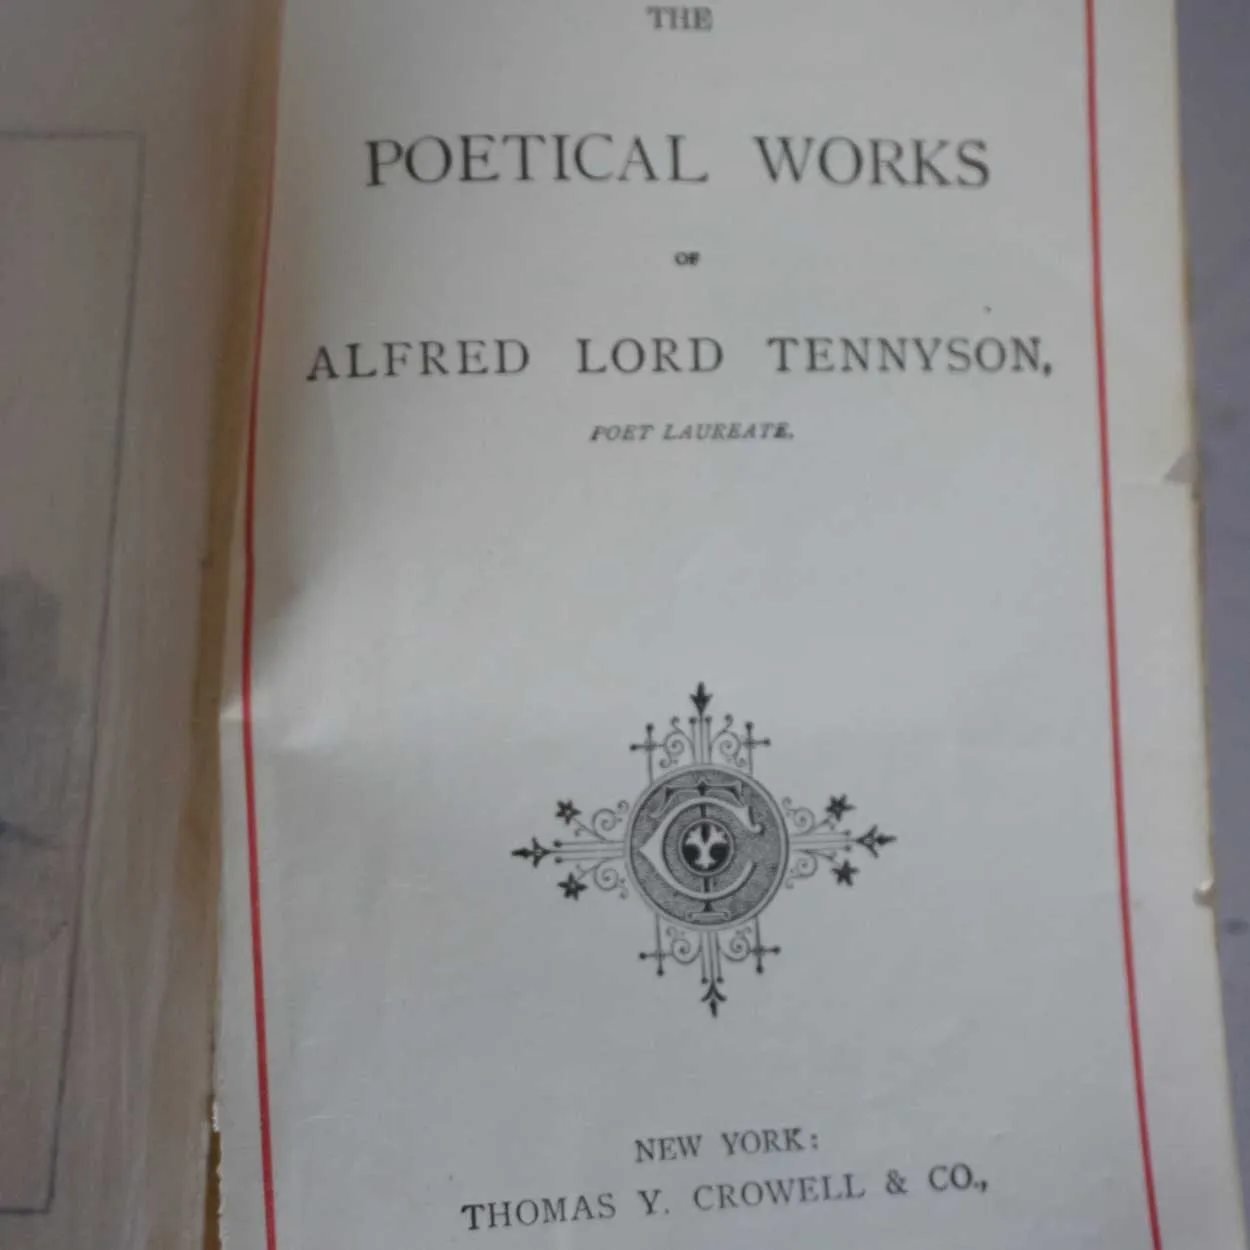 THE
POETICAL WORKS
OF
ALFRED LORD TENNYSON,
POET LAUREATE.
NEW YORK:
THOMAS Y. CROWELL & CO.,